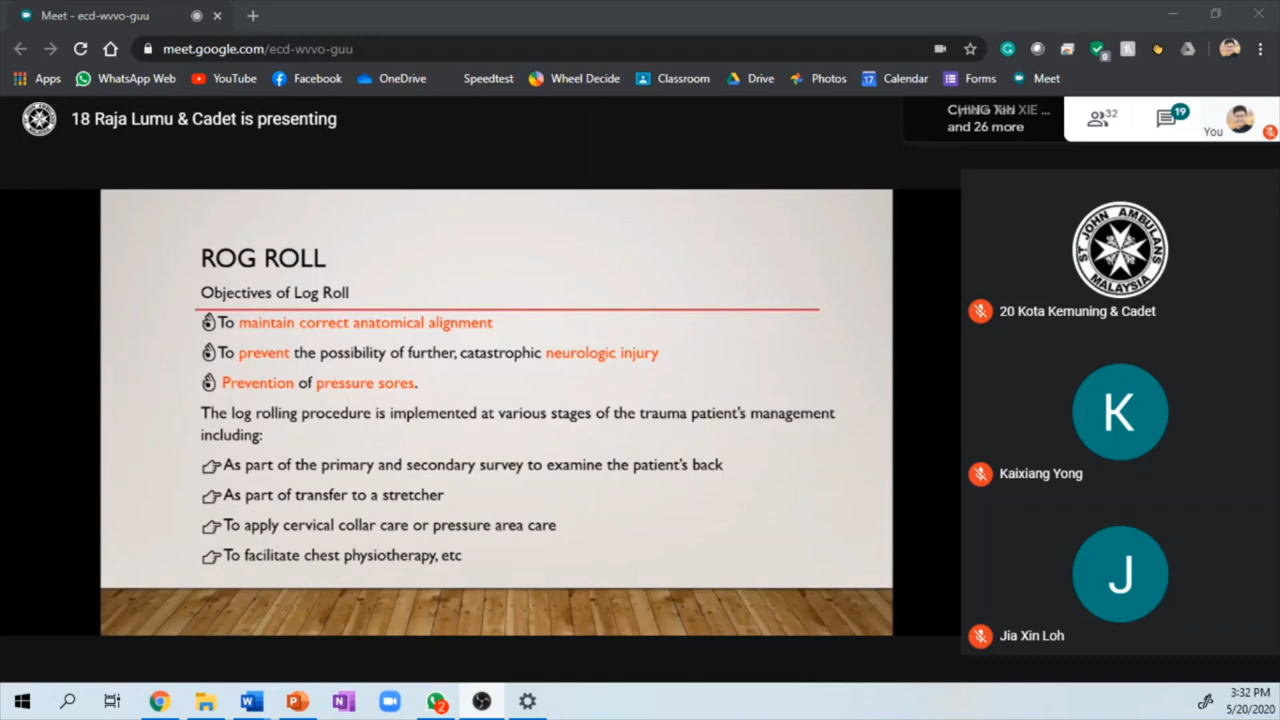 Meet - ecd-wvvo-guu
meet.google.com/ecd-wvvo-guu
Apps WhatsApp Web YouTube Facebook OneDrive Speedtest Wheel Decide Classroom Drive Photos 17 Calendar Forms Meet
18 Raja Lumu & Cadet is presenting
and 26 more
32
19
You
ROG ROLL
Objectives of Log Roll
To maintain correct anatomical alignment
To prevent the possibility of further, catastrophic neurologic injury
Prevention of pressure sores.
The log rolling procedure is implemented at various stages of the trauma patient's management
including:
As part of the primary and secondary survey to examine the patient's back
As part of transfer to a stretcher
To apply cervical collar care or pressure area care
To facilitate chest physiotherapy, etc
ST JOHN AMBULANS
MALAYSIA
20 Kota Kemuning & Cadet
K
Kaixiang Yong
J
Jia Xin Loh
2
3:32 PM
5/20/2020